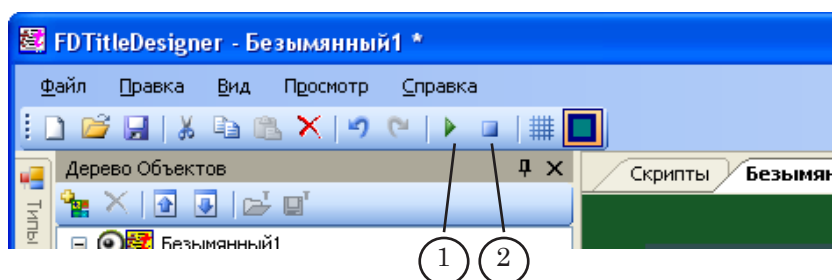 FDTitleDesigner - Безымянный1 *
Файл Правка Вид Просмотр Справка
Дерево Объектов
Скрипты Безымян
Типы
Безымянный1
1 2